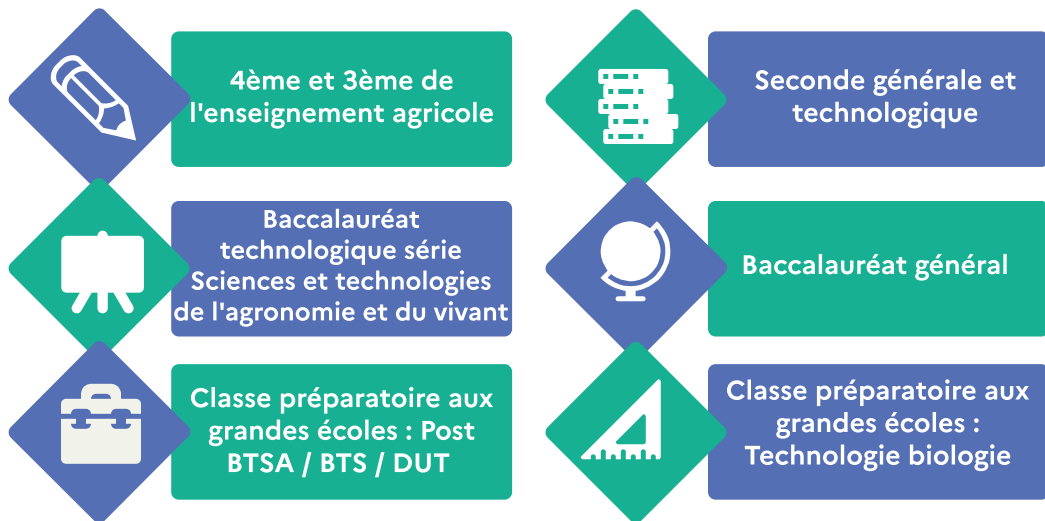 4ème et 3ème de
l'enseignement agricole
Seconde générale et
technologique
Baccalauréat
technologique série
Sciences et technologies
de l'agronomie et du vivant
Baccalauréat général
Classe préparatoire aux
grandes écoles : Post
BTSA / BTS / DUT
Classe préparatoire aux
grandes écoles :
Technologie biologie